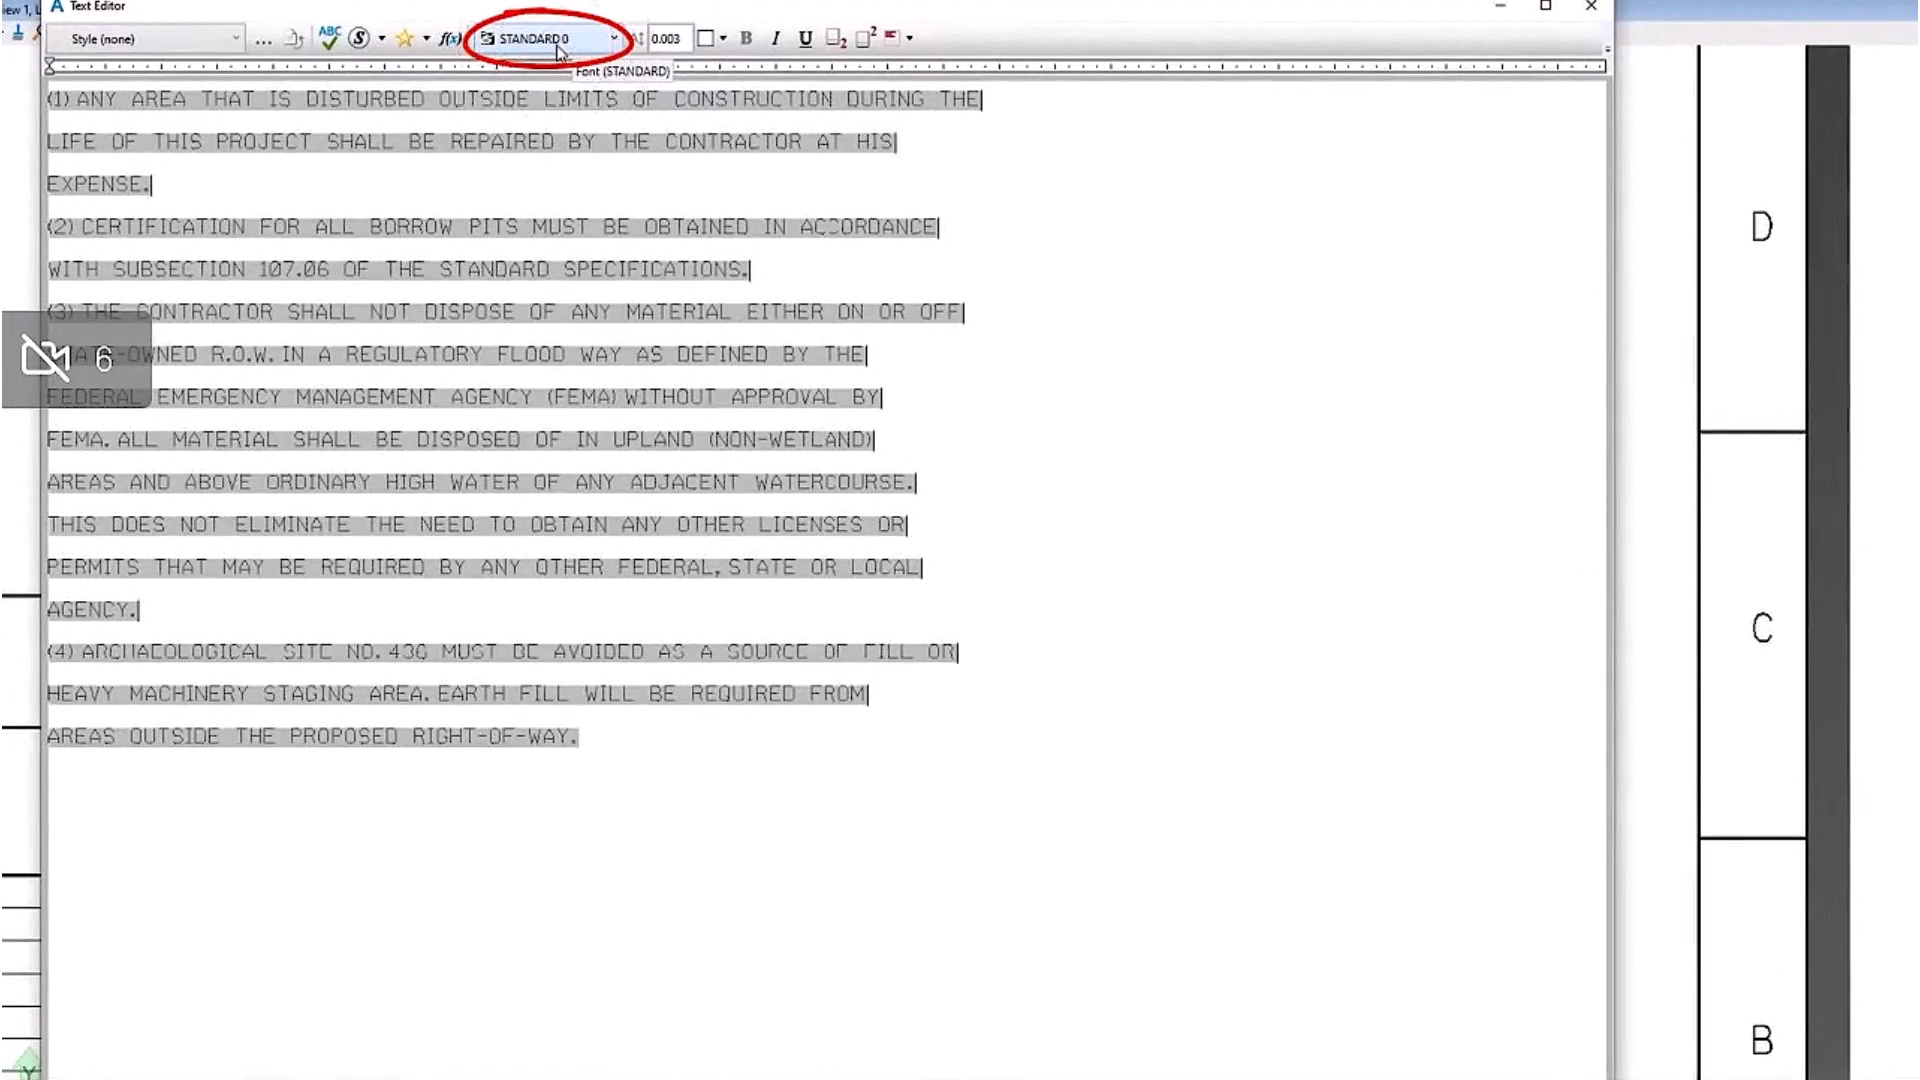 iew 1, L
Text Editor
Style (none)
... ABC S f(x) STANDARD 0 0.003 B I U
Font (STANDARD)
(1) ANY AREA THAT IS DISTURBED OUTSIDE LIMITS OF CONSTRUCTION DURING THE
LIFE OF THIS PROJECT SHALL BE REPAIRED BY THE CONTRACTOR AT HIS
EXPENSE.
(2) CERTIFICATION FOR ALL BORROW PITS MUST BE OBTAINED IN ACCORDANCE
WITH SUBSECTION 107.06 OF THE STANDARD SPECIFICATIONS.
(3) THE CONTRACTOR SHALL NOT DISPOSE OF ANY MATERIAL EITHER ON OR OFF
-OWNED R.O.W. IN A REGULATORY FLOOD WAY AS DEFINED BY THE
6
FEDERAL EMERGENCY MANAGEMENT AGENCY (FEMA) WITHOUT APPROVAL BY
FEMA. ALL MATERIAL SHALL BE DISPOSED OF IN UPLAND (NON-WETLAND)
AREAS AND ABOVE ORDINARY HIGH WATER OF ANY ADJACENT WATERCOURSE.
THIS DOES NOT ELIMINATE THE NEED TO OBTAIN ANY OTHER LICENSES OR
PERMITS THAT MAY BE REQUIRED BY ANY OTHER FEDERAL, STATE OR LOCAL
AGENCY.
(4) ARCHAEOLOGICAL SITE NO. 436 MUST BE AVOIDED AS A SOURCE OF FILL OR
HEAVY MACHINERY STAGING AREA. EARTH FILL WILL BE REQUIRED FROM
AREAS OUTSIDE THE PROPOSED RIGHT-OF-WAY.
D
C
B
Y